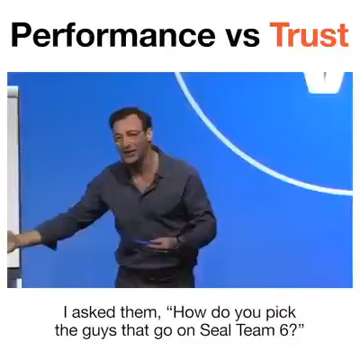 Performance vs Trust
I asked them, “How do you pick
the guys that go on Seal Team 6?”